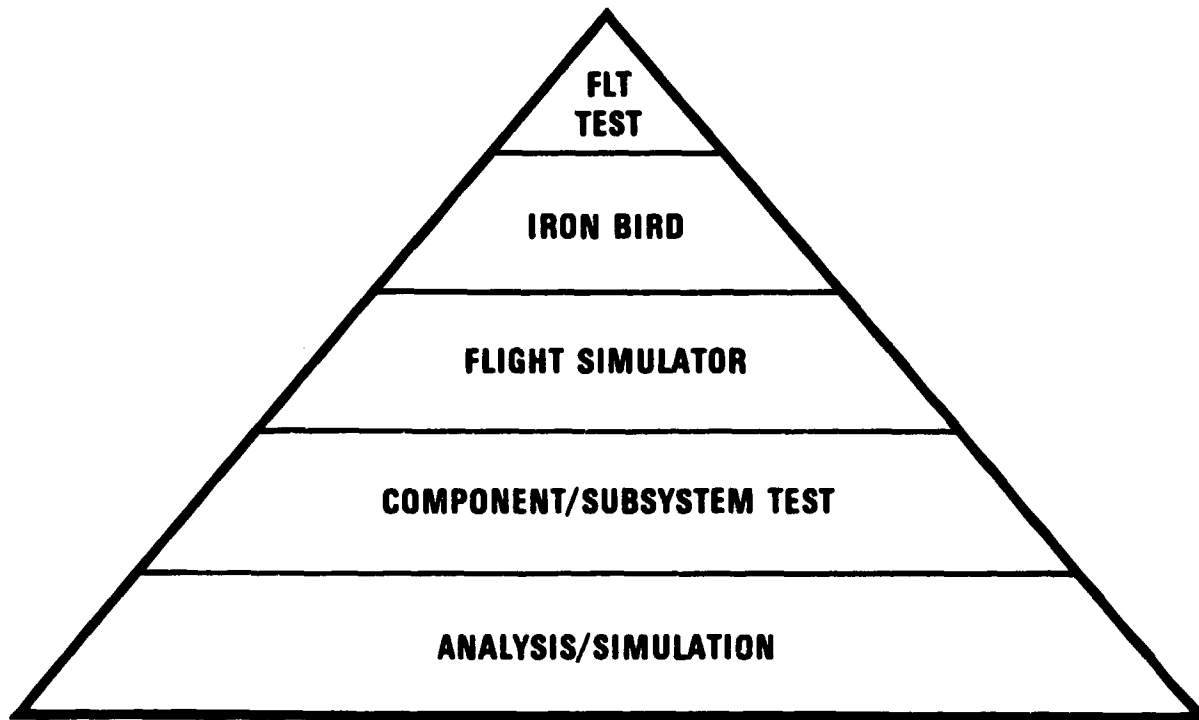 FLT
TEST
IRON BIRD
FLIGHT SIMULATOR
COMPONENT/SUBSYSTEM TEST
ANALYSIS/SIMULATION